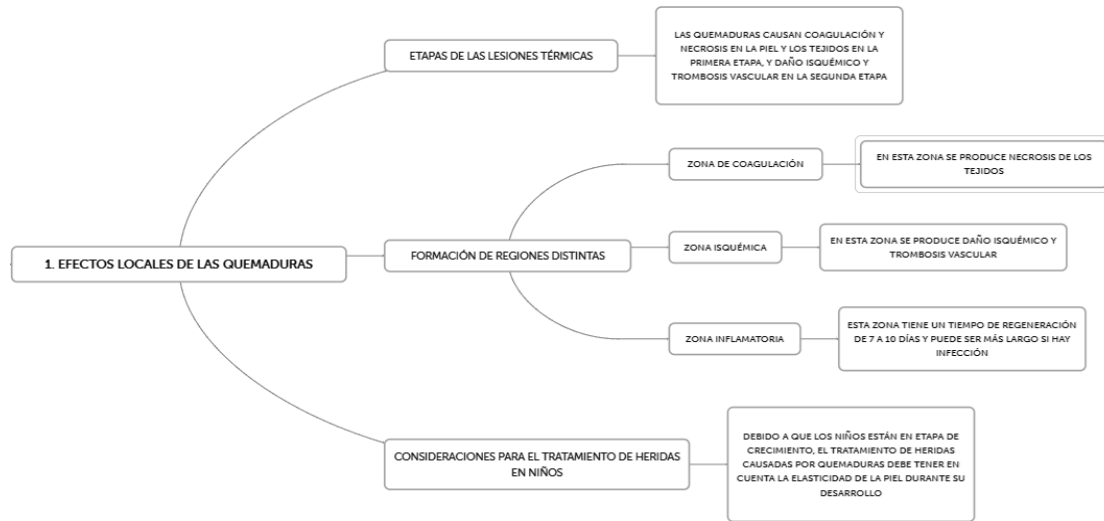 1. EFECTOS LOCALES DE LAS QUEMADURAS
ETAPAS DE LAS LESIONES TÉRMICAS
LAS QUEMADURAS CAUSAN COAGULACIÓN Y
NECROSIS EN LA PIEL Y LOS TEJIDOS EN LA
PRIMERA ETAPA, Y DAÑO ISQUÉMICO Y
TROMBOSIS VASCULAR EN LA SEGUNDA ETAPA
FORMACIÓN DE REGIONES DISTINTAS
ZONA DE COAGULACIÓN
EN ESTA ZONA SE PRODUCE NECROSIS DE LOS
TEJIDOS
ZONA ISQUÉMICA
EN ESTA ZONA SE PRODUCE DAÑO ISQUÉMICO Y
TROMBOSIS VASCULAR
ZONA INFLAMATORIA
ESTA ZONA TIENE UN TIEMPO DE REGENERACIÓN
DE 7 A 10 DÍAS Y PUEDE SER MÁS LARGO SI HAY
INFECCIÓN
CONSIDERACIONES PARA EL TRATAMIENTO DE HERIDAS
EN NIÑOS
DEBIDO A QUE LOS NIÑOS ESTÁN EN ETAPA DE
CRECIMIENTO, EL TRATAMIENTO DE HERIDAS
CAUSADAS POR QUEMADURAS DEBE TENER EN
CUENTA LA ELASTICIDAD DE LA PIEL DURANTE SU
DESARROLLO